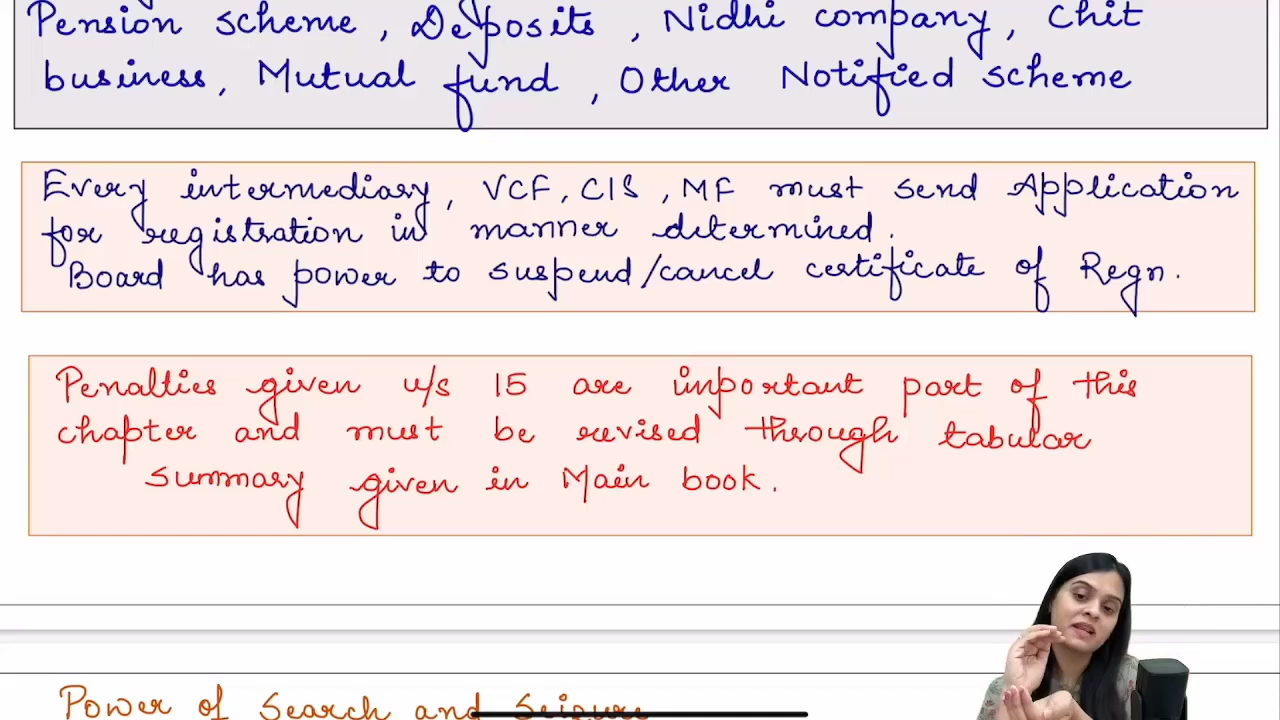 Pension scheme, Deposits, Nidhi company, Chit
business, Mutual fund, Other Notified scheme
Every intermediary, VCF, CIS, MF must send Application
for registration in manner determined.
Board has power to suspend/cancel certificate of Regn.
Penalties given u/s 15 are important part of this
chapter and must be revised through tabular
summary given in Main book.
Power of Search and Seizure